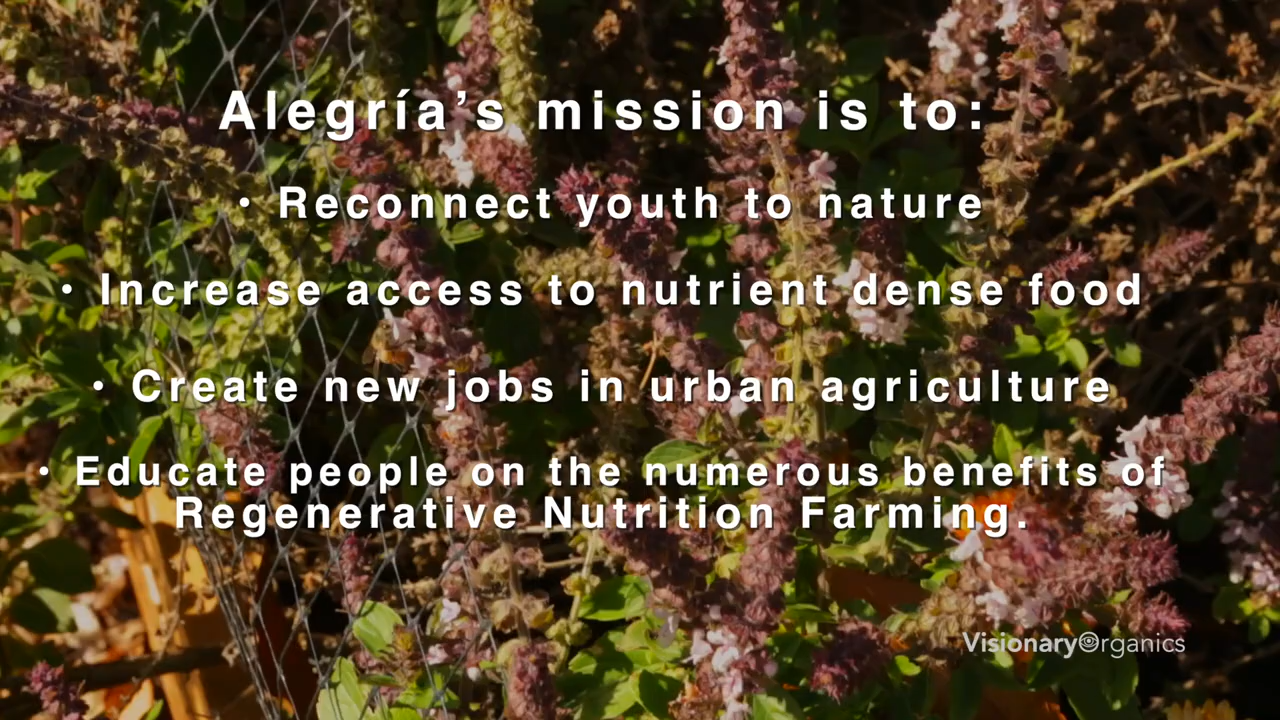 Alegría’s mission is to:
• Reconnect youth to nature
• Increase access to nutrient dense food
• Create new jobs in urban agriculture
• Educate people on the numerous benefits of
Regenerative Nutrition Farming.
VisionaryOrganics